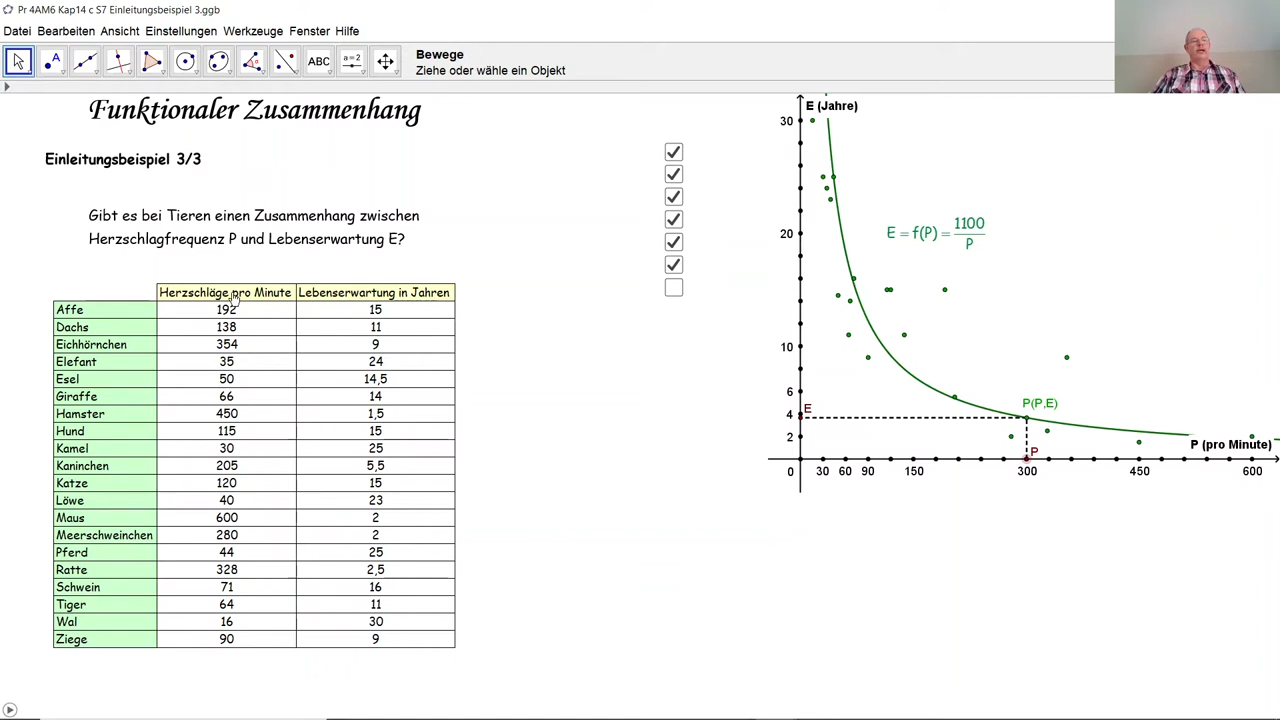 Pr 4AM6 Kap14 c S7 Einleitungsbeispiel 3.ggb
Datei Bearbeiten Ansicht Einstellungen Werkzeuge Fenster Hilfe
A
ABC
a=2
Bewege
Ziehe oder wähle ein Objekt
Funktionaler Zusammenhang
Einleitungsbeispiel 3/3
Gibt es bei Tieren einen Zusammenhang zwischen
Herzschlagfrequenz P und Lebenserwartung E?
Herzschläge pro Minute Lebenserwartung in Jahren
Affe 192 15
Dachs 138 11
Eichhörnchen 354 9
Elefant 35 24
Esel 50 14,5
Giraffe 66 14
Hamster 450 1,5
Hund 115 15
Kamel 30 25
Kaninchen 205 5,5
Katze 120 15
Löwe 40 23
Maus 600 2
Meerschweinchen 280 2
Pferd 44 25
Ratte 328 2,5
Schwein 71 16
Tiger 64 11
Wal 16 30
Ziege 90 9
E (Jahre)
30
E = f(P) = 1100/P
20
10
6
E
4
P(P,E)
2
P (pro Minute)
P
0 30 60 90 150 300 450 600